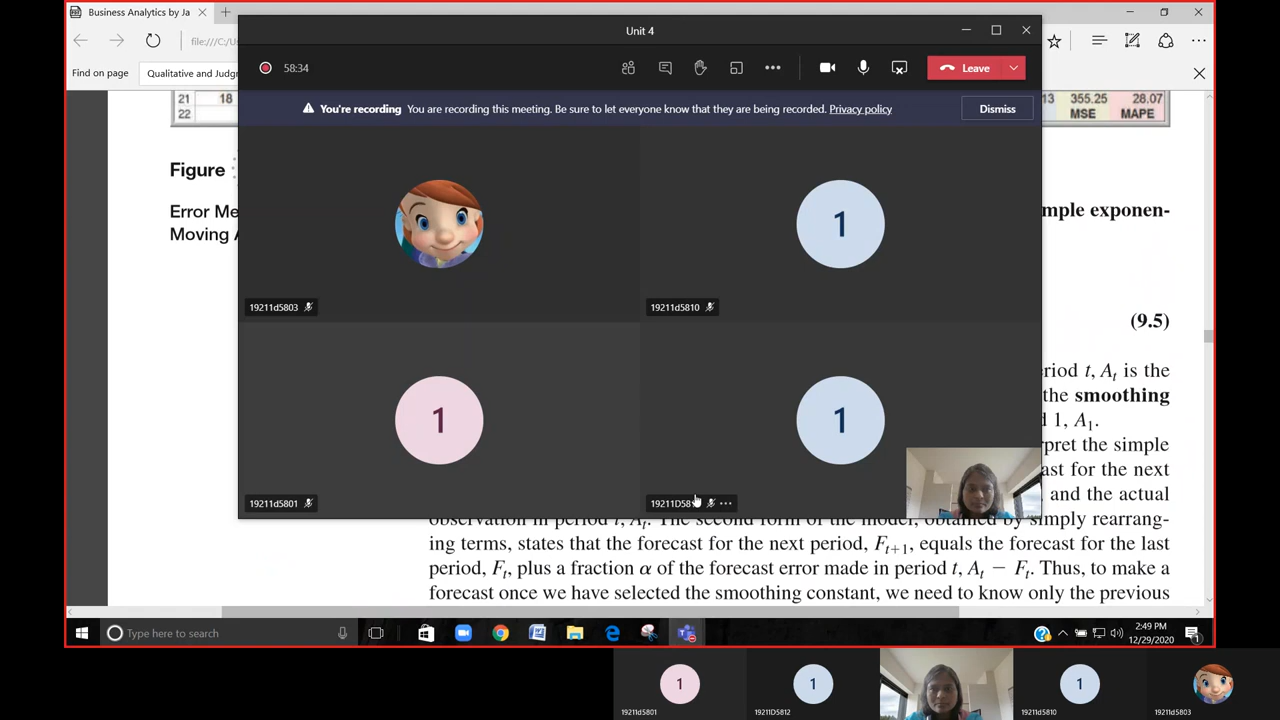 Business Analytics by Ja
file:///C:/U
Find on page
Qualitative and Judg
Unit 4
58:34
Leave
You're recording You are recording this meeting. Be sure to let everyone know that they are being recorded. Privacy policy
Dismiss
21 18
22
13 355.25 28.07
MSE MAPE
Figure
Error Me
Moving A
mple exponen-
(9.5)
riod t, At is the
the smoothing
d 1, A1.
rpret the simple
ast for the next
and the actual
observation in period t, At. The second form of the model, obtained by simply rearrang-
ing terms, states that the forecast for the next period, Ft+1, equals the forecast for the last
period, Ft, plus a fraction α of the forecast error made in period t, At − Ft. Thus, to make a
forecast once we have selected the smoothing constant, we need to know only the previous
1
19211d5803
19211d5810
1
1
19211d5801
19211D581
Type here to search
2:49 PM
12/29/2020
1
1
1
1
19211d5801
19211D5812
19211d5810
19211d5803